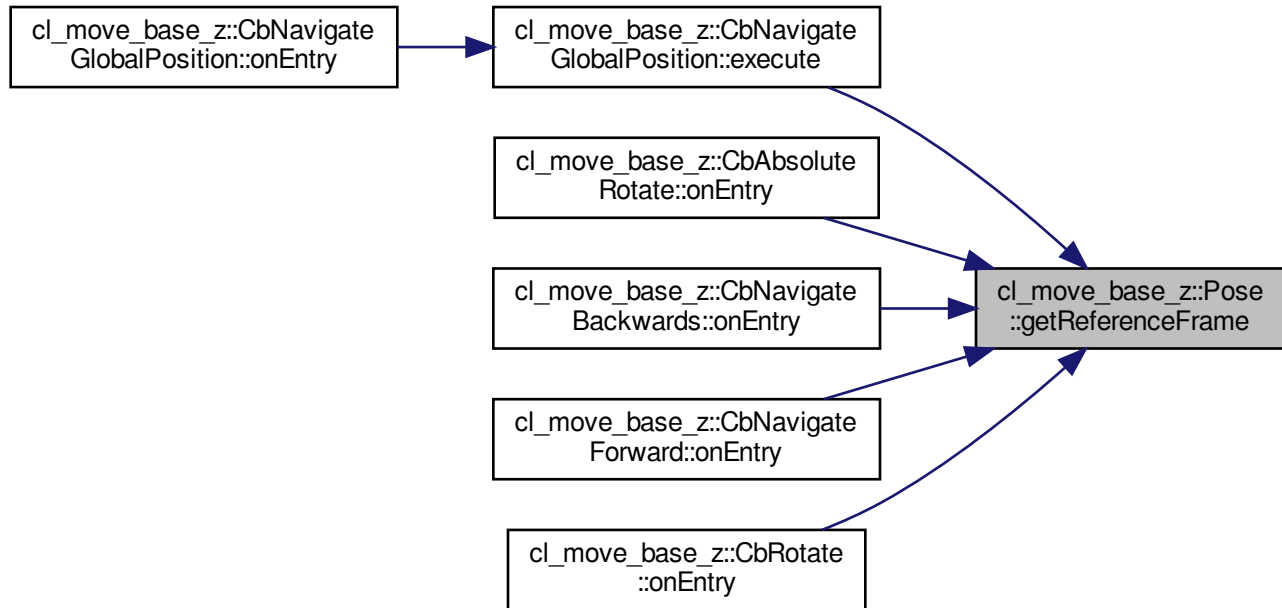 cl_move_base_z::CbNavigate
GlobalPosition::onEntry
cl_move_base_z::CbNavigate
GlobalPosition::execute
cl_move_base_z::CbAbsolute
Rotate::onEntry
cl_move_base_z::CbNavigate
Backwards::onEntry
cl_move_base_z::Pose
::getReferenceFrame
cl_move_base_z::CbNavigate
Forward::onEntry
cl_move_base_z::CbRotate
::onEntry